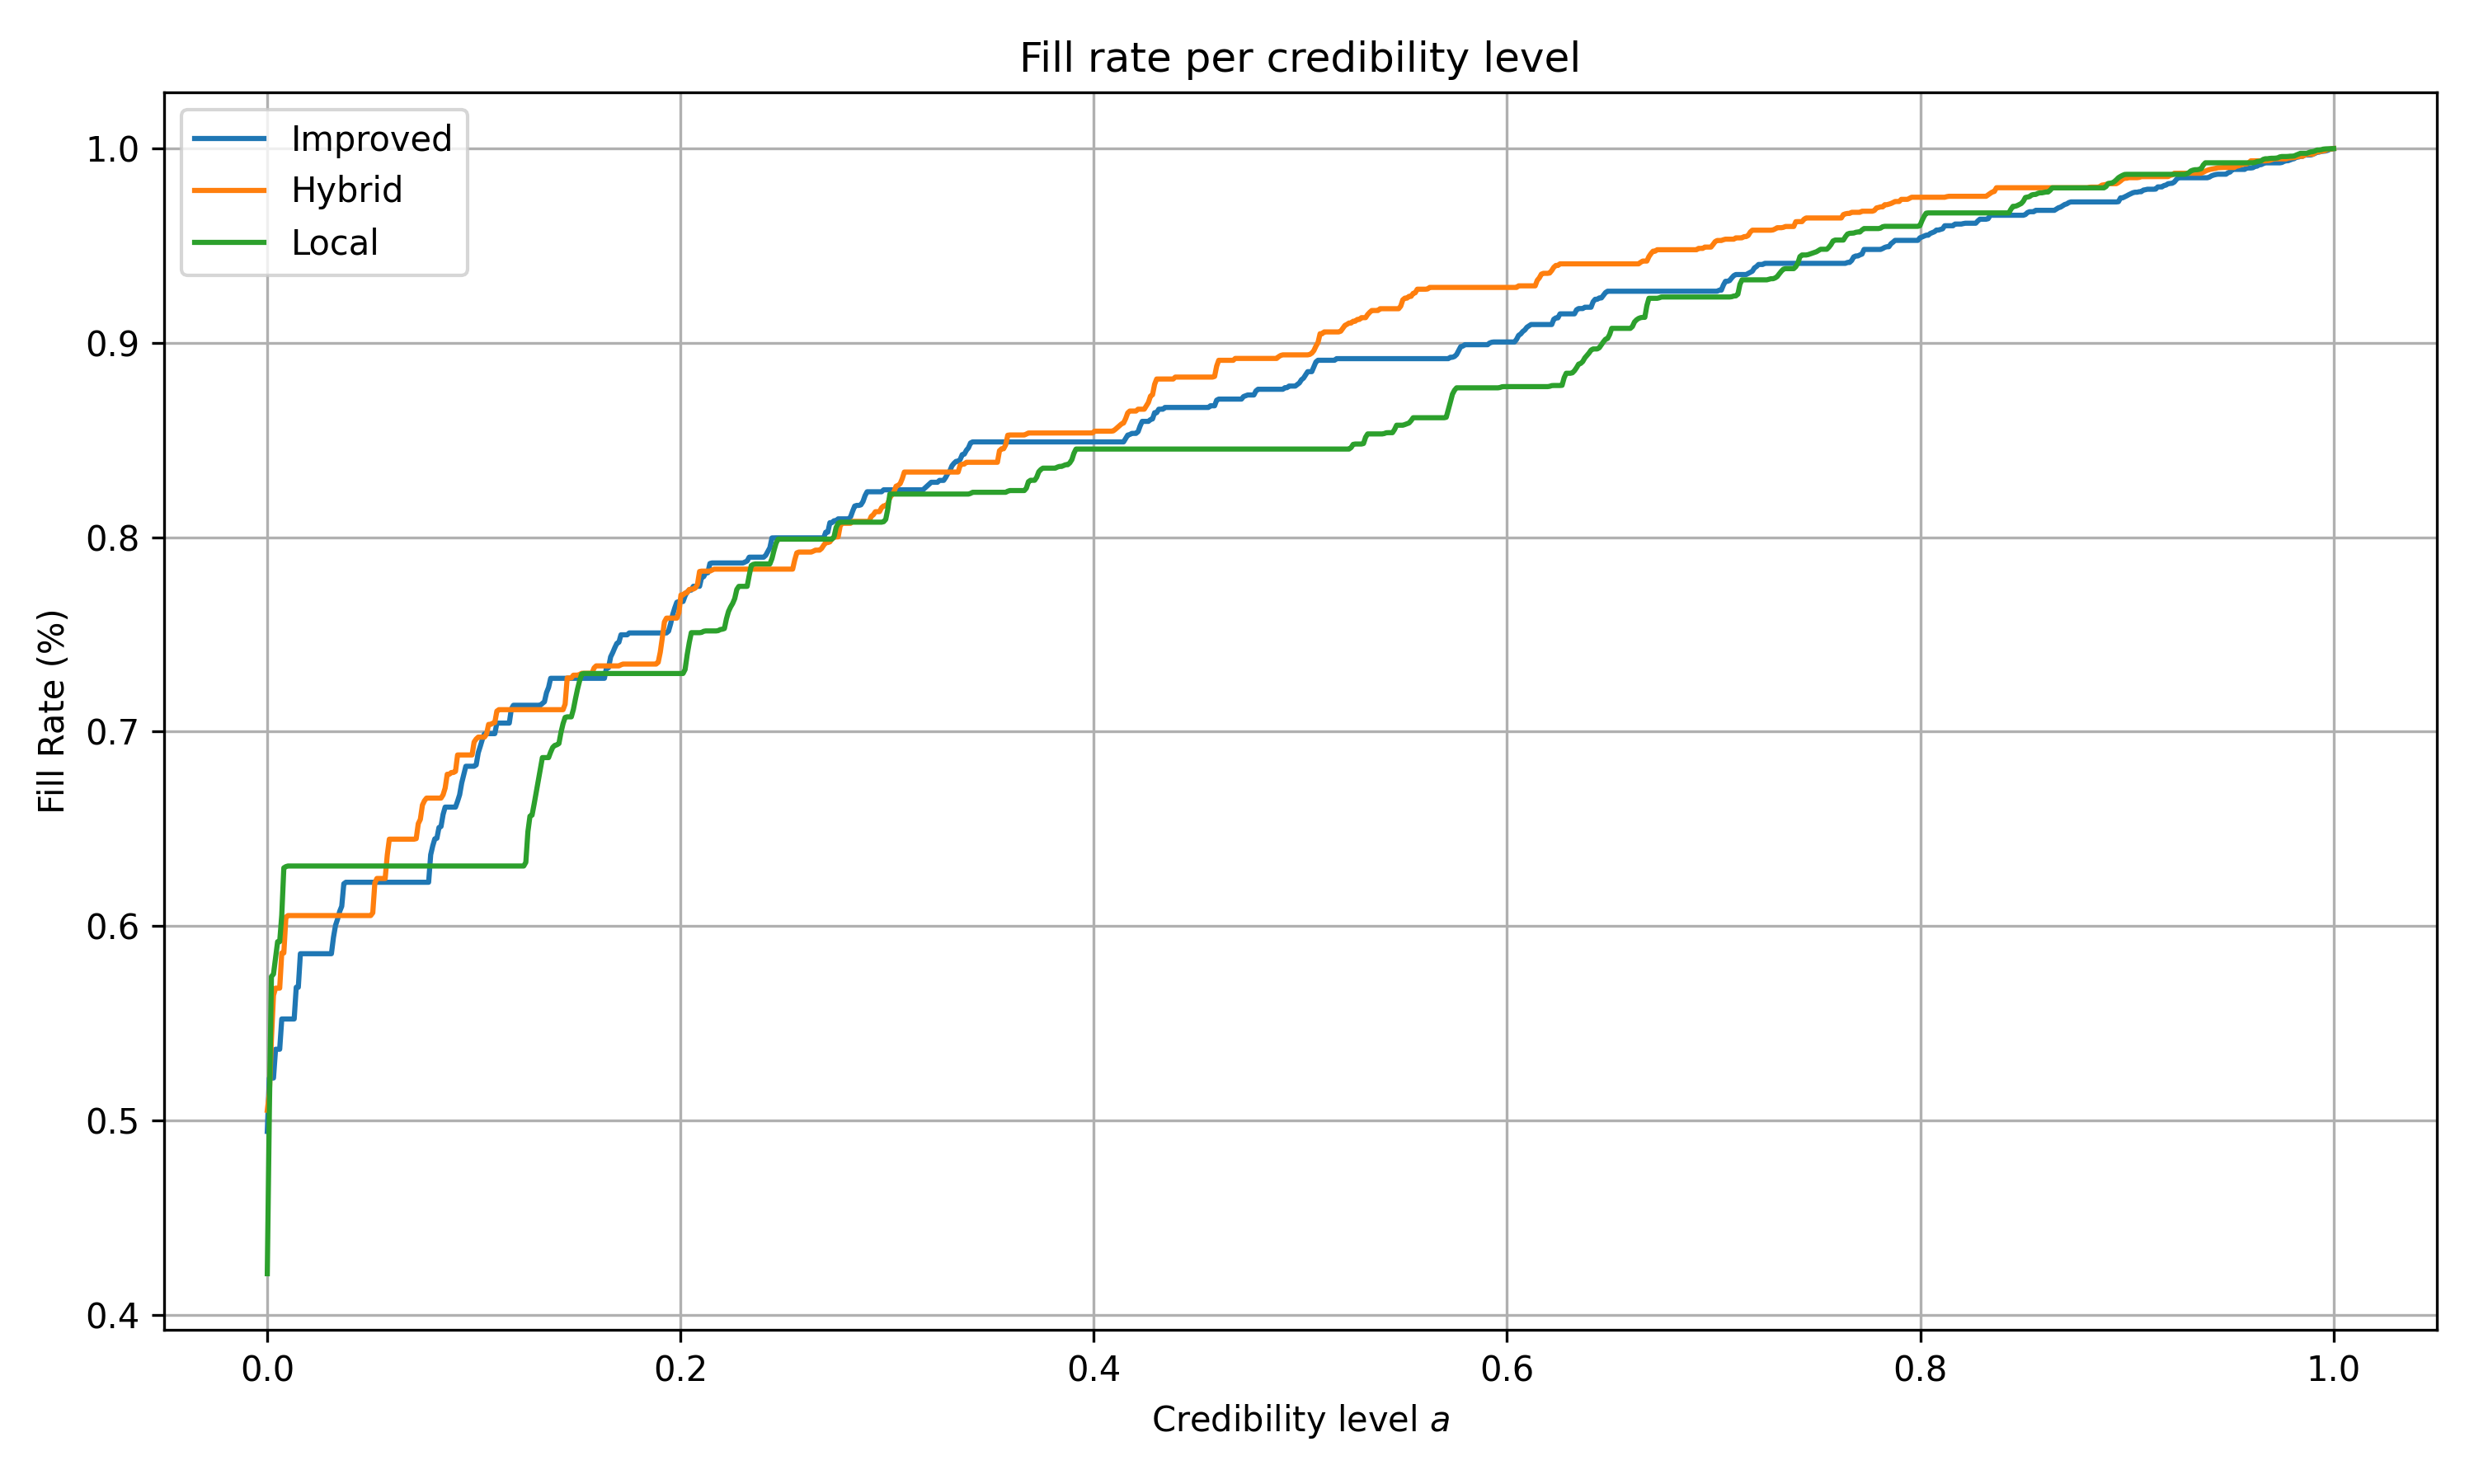 Fill rate per credibility level
Improved
Hybrid
Local
1.0
0.9
0.8
0.7
0.6
0.5
0.4
Fill Rate (%)
0.0 0.2 0.4 0.6 0.8 1.0
Credibility level a